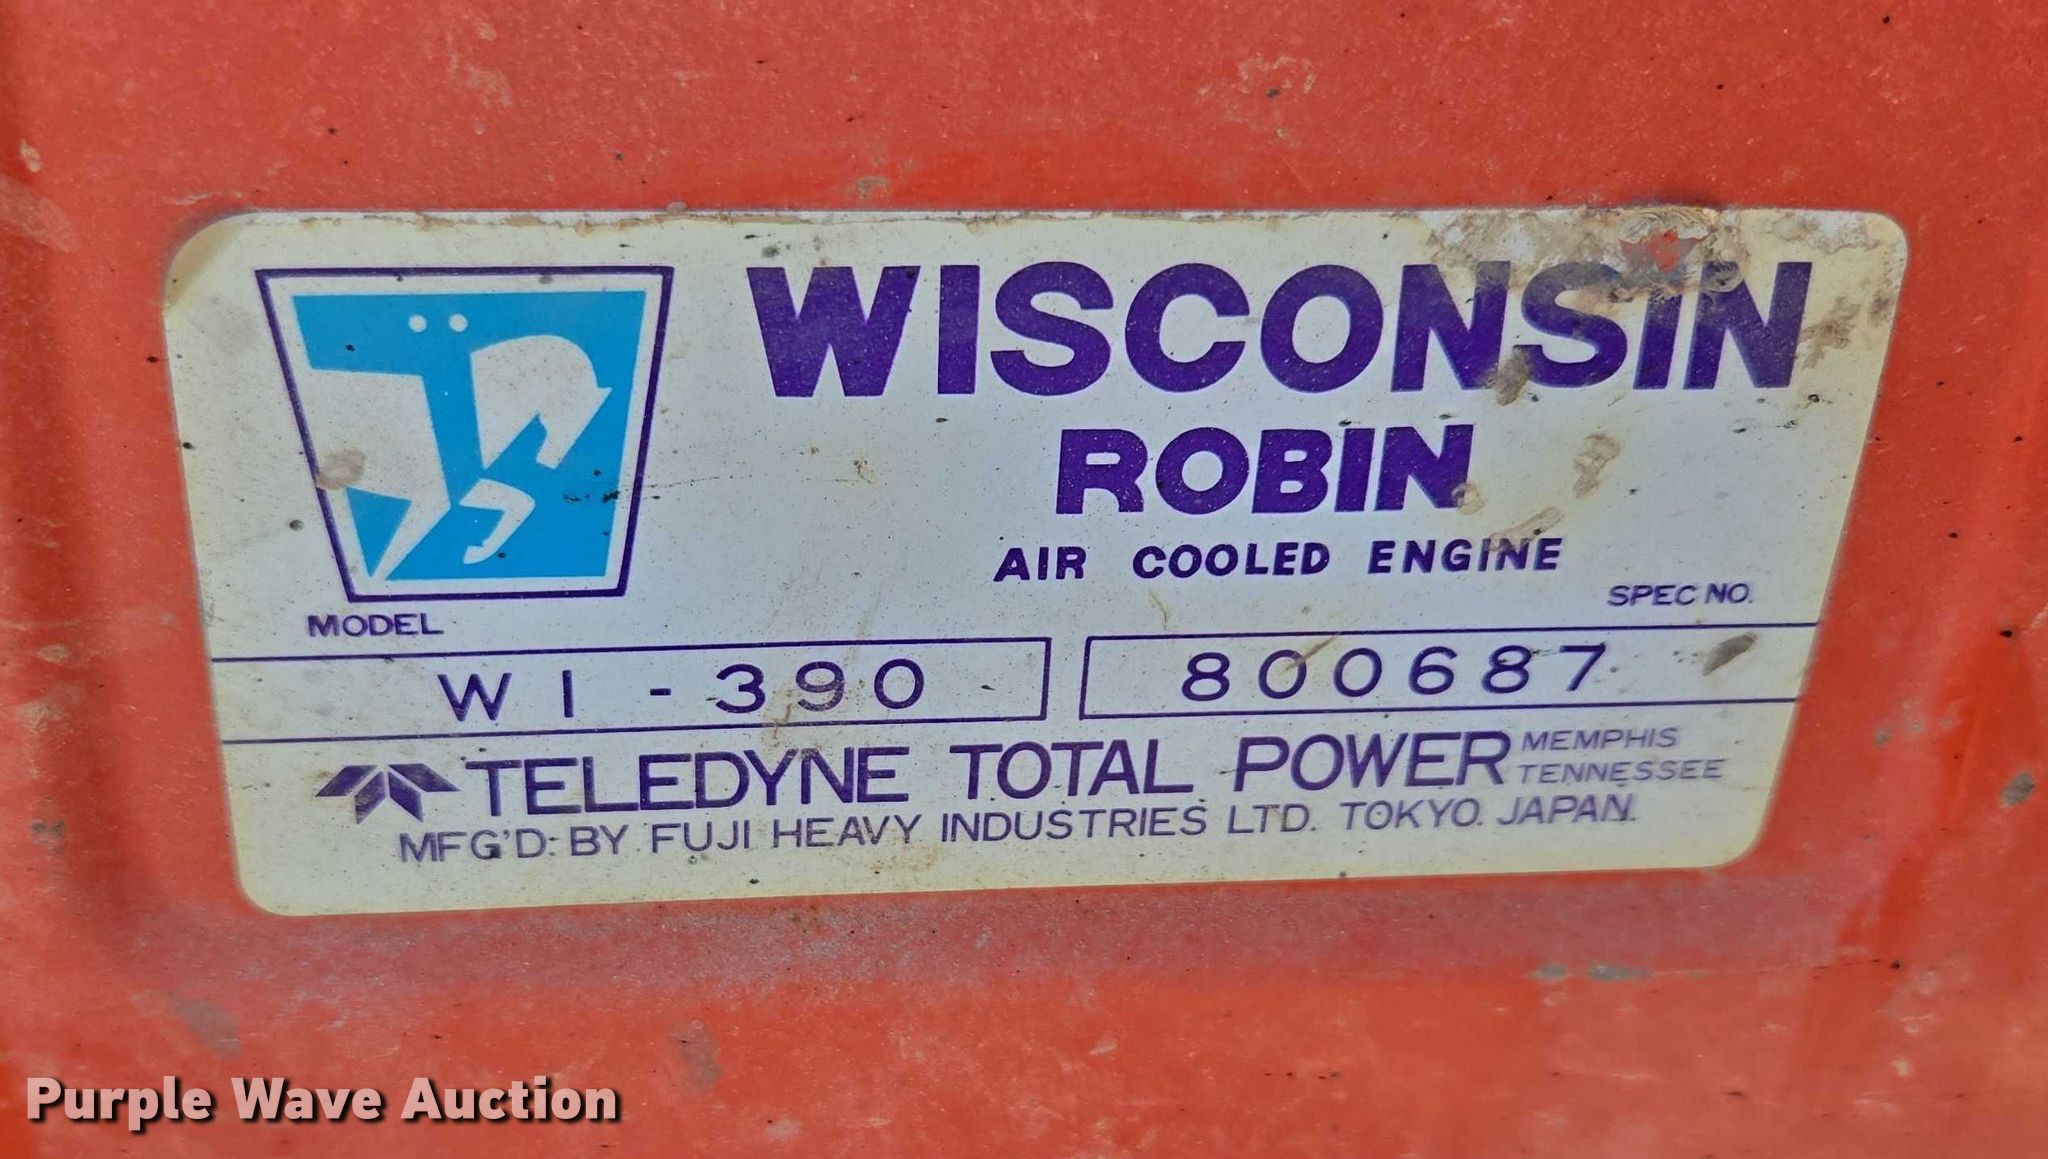 WISCONSIN
ROBIN
AIR COOLED ENGINE
MODEL
SPEC NO.
WI-390
800687
TELEDYNE TOTAL POWER MEMPHIS TENNESSEE
MFG'D: BY FUJI HEAVY INDUSTRIES LTD. TOKYO. JAPAN.
Purple Wave Auction